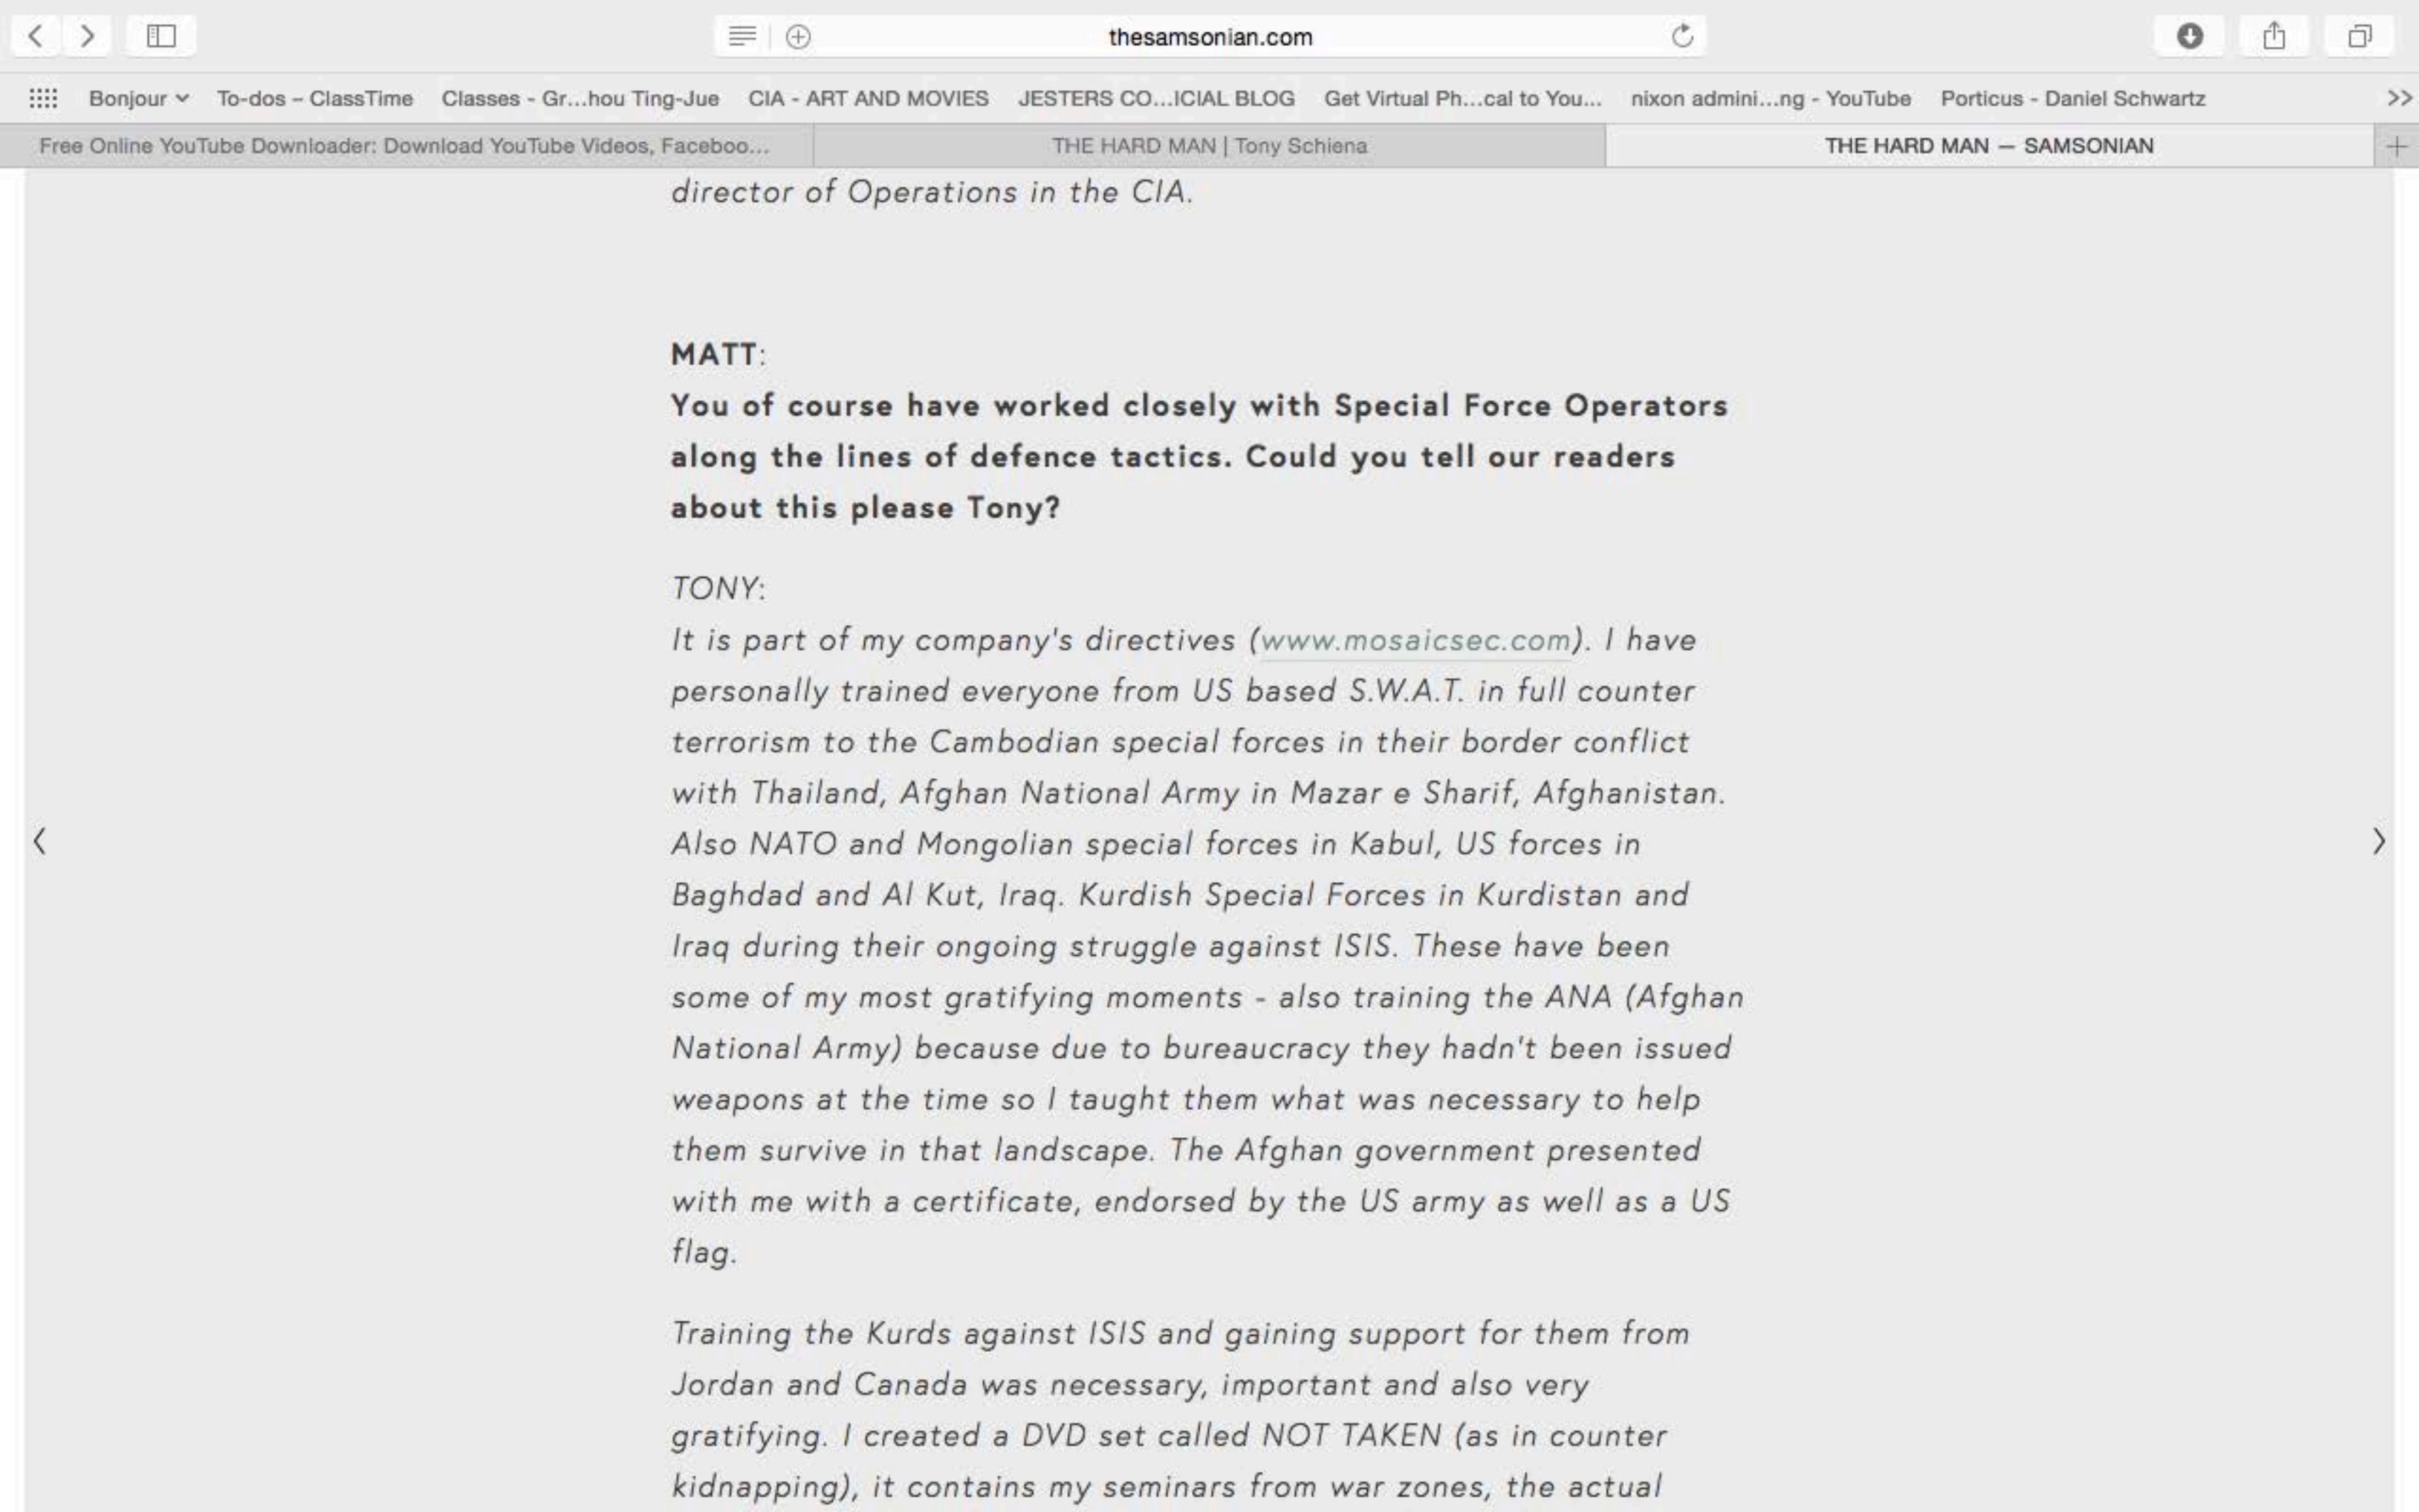 thesamsonian.com
Bonjour To-dos – ClassTime Classes - Gr...hou Ting-Jue CIA - ART AND MOVIES JESTERS CO...ICIAL BLOG Get Virtual Ph...cal to You... nixon admini...ng - YouTube Porticus - Daniel Schwartz >>
Free Online YouTube Downloader: Download YouTube Videos, Faceboo... THE HARD MAN | Tony Schiena THE HARD MAN — SAMSONIAN +
director of Operations in the CIA.
MATT:
You of course have worked closely with Special Force Operators
along the lines of defence tactics. Could you tell our readers
about this please Tony?
TONY:
It is part of my company's directives (www.mosaicsec.com). I have
personally trained everyone from US based S.W.A.T. in full counter
terrorism to the Cambodian special forces in their border conflict
with Thailand, Afghan National Army in Mazar e Sharif, Afghanistan.
Also NATO and Mongolian special forces in Kabul, US forces in
Baghdad and Al Kut, Iraq. Kurdish Special Forces in Kurdistan and
Iraq during their ongoing struggle against ISIS. These have been
some of my most gratifying moments - also training the ANA (Afghan
National Army) because due to bureaucracy they hadn't been issued
weapons at the time so I taught them what was necessary to help
them survive in that landscape. The Afghan government presented
with me with a certificate, endorsed by the US army as well as a US
flag.
Training the Kurds against ISIS and gaining support for them from
Jordan and Canada was necessary, important and also very
gratifying. I created a DVD set called NOT TAKEN (as in counter
kidnapping), it contains my seminars from war zones, the actual